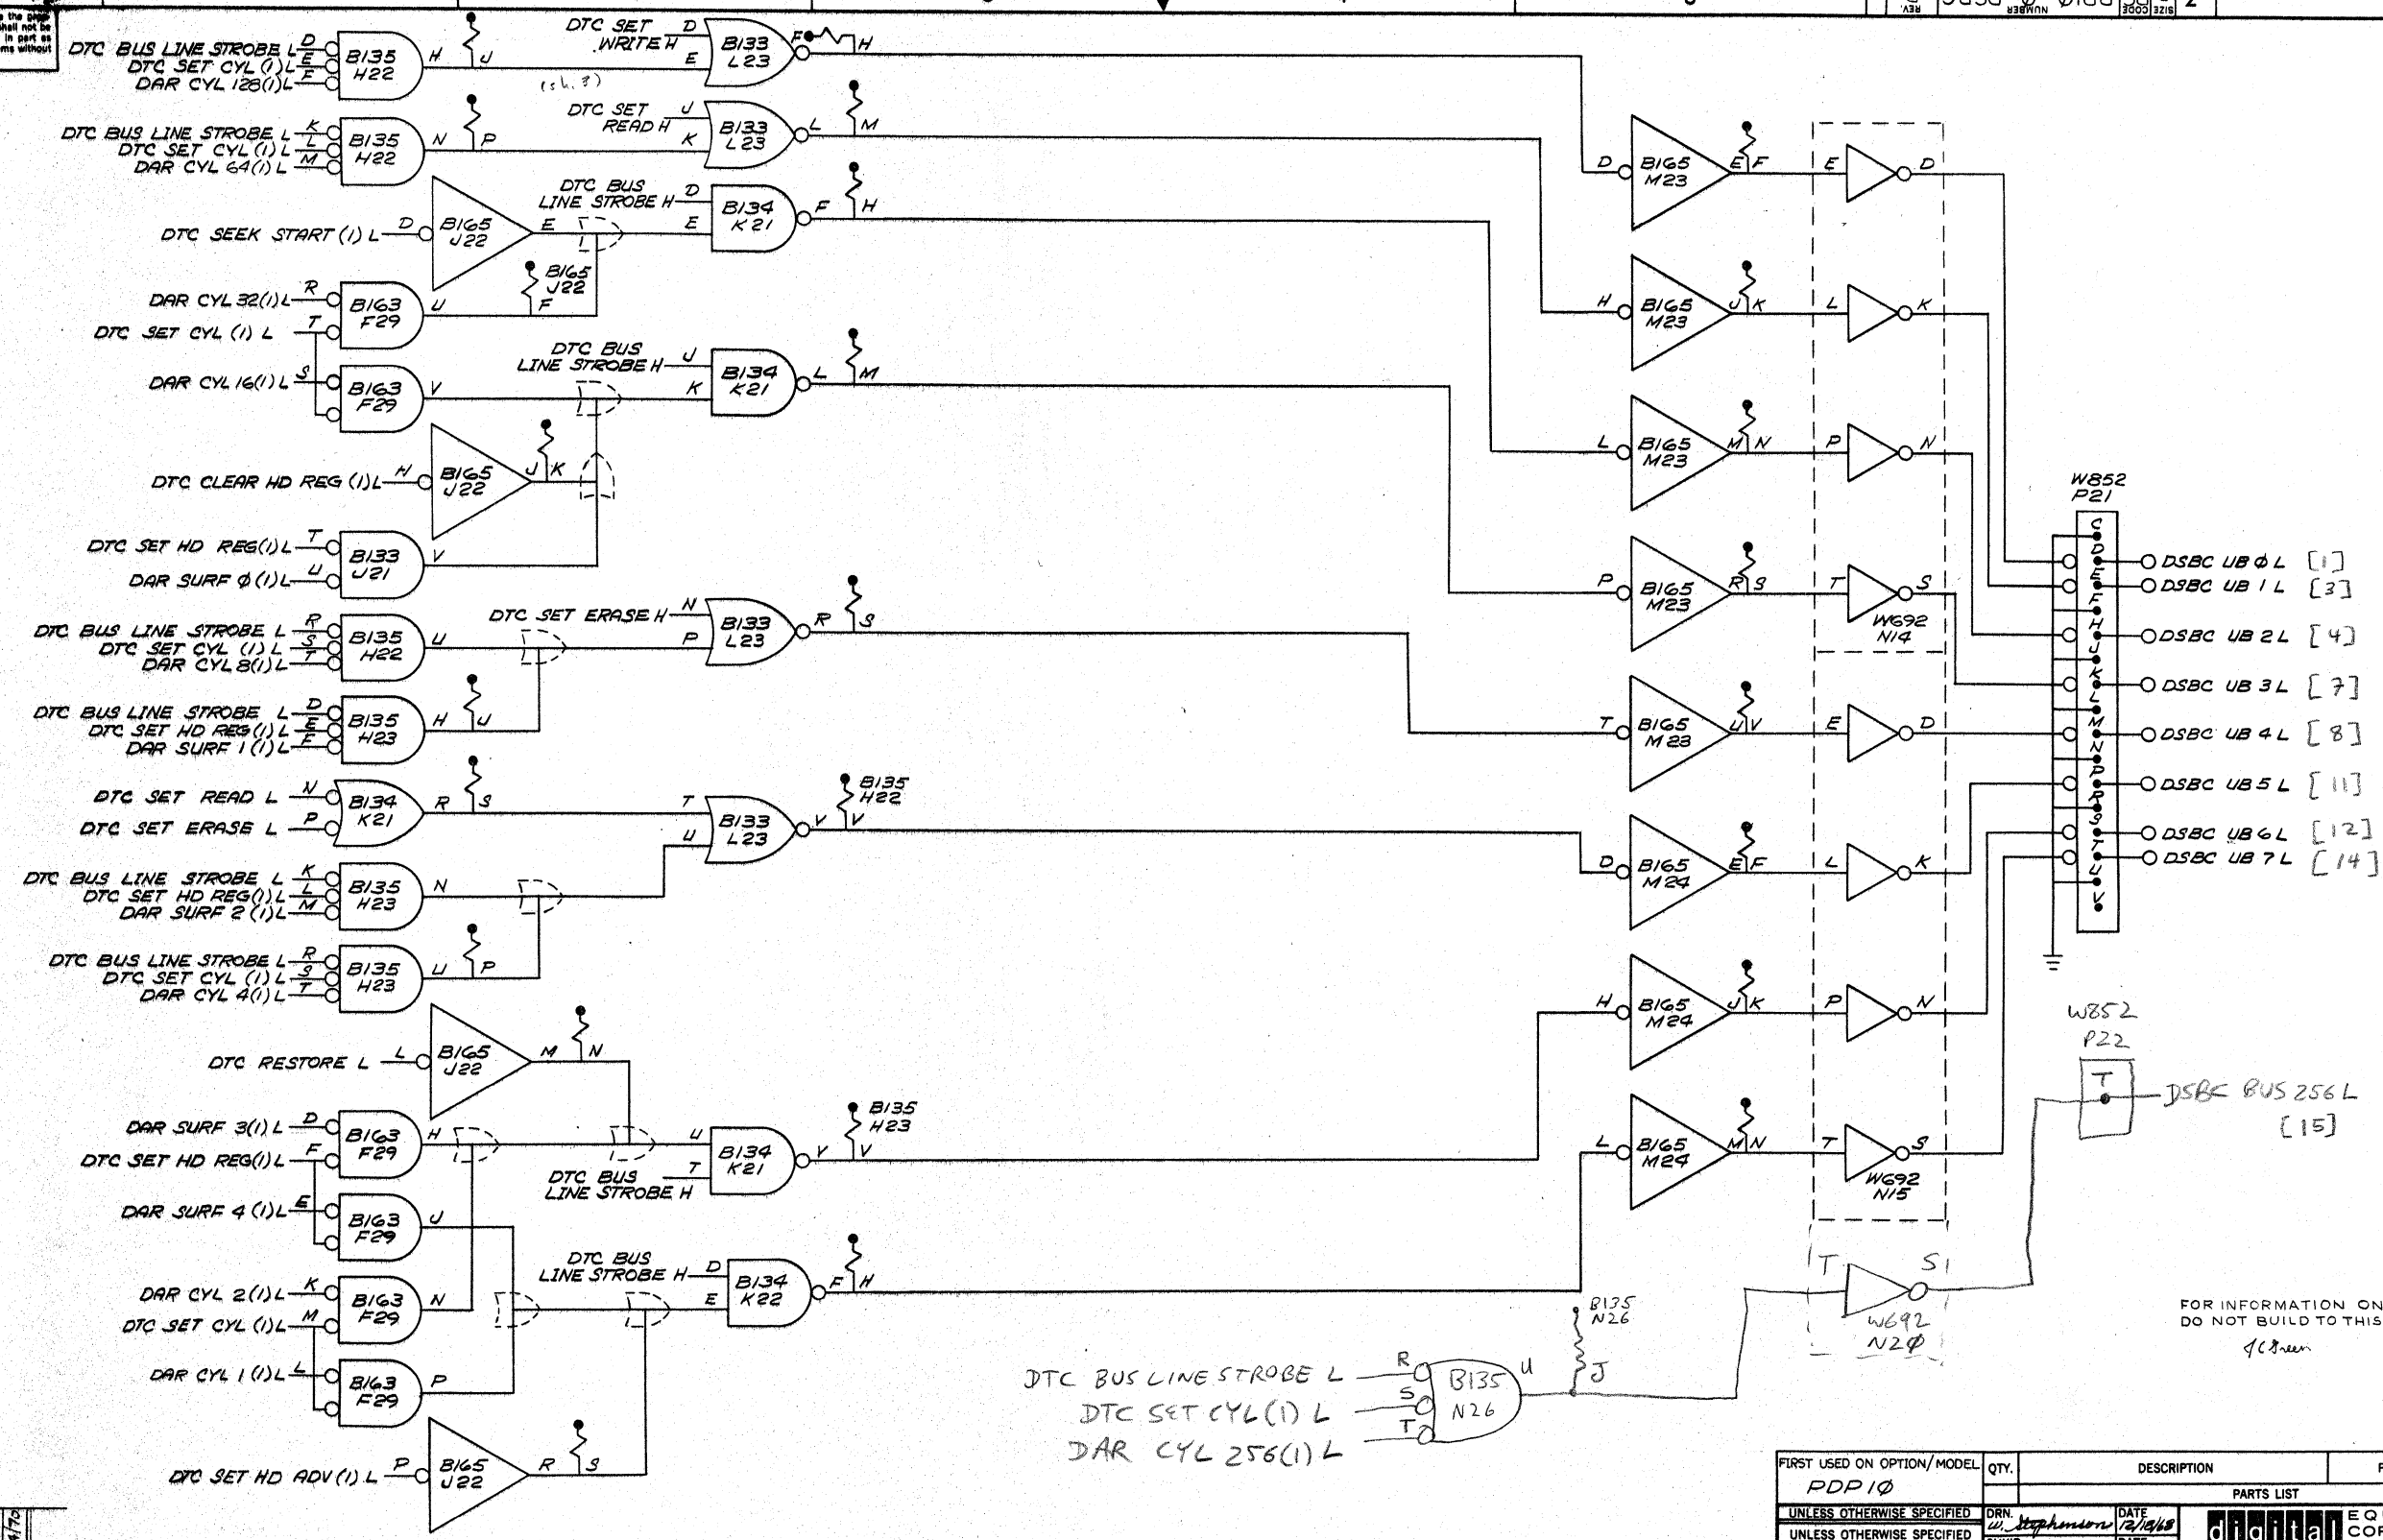 DTC BUS LINE STROBE L D
DTC SET CYL (1) L E
DAR CYL 128(1) L F
B135
H22
H
J
(sh. 3)
DTC SET
WRITE H D
E
B133
L23
F
H
DTC BUS LINE STROBE L K
DTC SET CYL (1) L L
DAR CYL 64(1) L M
B135
H22
N
P
DTC SET
READ H
J
K
B133
L23
L
M
DTC SEEK START (1) L D
B165
J22
E
DTC BUS
LINE STROBE H D
E
B134
K21
F
H
DAR CYL 32(1) L R
DTC SET CYL (1) L T
B163
F29
U
B165
J22
F
DAR CYL 16(1) L S
B163
F29
V
DTC BUS
LINE STROBE H J
K
B134
K21
L
M
DTC CLEAR HD REG (1) L H
B165
J22
J K
DTC SET HD REG(1) L T
DAR SURF Ø (1) L U
B133
J21
V
DTC BUS LINE STROBE L R
DTC SET CYL (1) L S
DAR CYL 8(1) L T
B135
H22
U
DTC SET ERASE H N
P
B133
L23
R
S
DTC BUS LINE STROBE L D
DTC SET HD REG(1) L E
DAR SURF 1 (1) L F
B135
H23
H
J
DTC SET READ L N
DTC SET ERASE L P
B134
K21
R
S
T
U
B133
L23
V
V
B135
H22
DTC BUS LINE STROBE L K
DTC SET HD REG(1) L L
DAR SURF 2 (1) L M
B135
H23
N
DTC BUS LINE STROBE L R
DTC SET CYL (1) L S
DAR CYL 4(1) L T
B135
H23
U
P
DTC RESTORE L L
B165
J22
M
N
DAR SURF 3(1) L D
DTC SET HD REG(1) L F
B163
F29
H
DTC BUS
LINE STROBE H
U
T
B134
K21
V
V
B135
H23
DAR SURF 4 (1) L E
B163
F29
J
DAR CYL 2(1) L K
DTC SET CYL (1) L M
B163
F29
N
DTC BUS
LINE STROBE H D
E
B134
K22
F
H
DAR CYL 1 (1) L L
B163
F29
P
DTC SET HD ADV (1) L P
B165
J22
R
S
D
B165
M23
E F
E
D
H
B165
M23
J K
L
K
L
B165
M23
M N
P
N
P
B165
M23
R S
T
S
W692
N14
T
B165
M23
U V
E
D
D
B165
M24
E F
L
K
H
B165
M24
J K
P
N
L
B165
M24
M N
T
S
W692
N15
W852
P21
C
D
E
F
H
J
K
L
M
N
P
R
S
T
U
V
DSBC UB Ø L [1]
DSBC UB 1 L [3]
DSBC UB 2 L [4]
DSBC UB 3 L [7]
DSBC UB 4 L [8]
DSBC UB 5 L [11]
DSBC UB 6 L [12]
DSBC UB 7 L [14]
W852
P22
T
DSBC BUS 256 L
[15]
T
S
W692
N2Ø
B135
N26
J
DTC BUS LINE STROBE L R
DTC SET CYL(1) L S
DAR CYL 256(1) L T
B135
N26
U
FOR INFORMATION ON
DO NOT BUILD TO THIS
FIRST USED ON OPTION/MODEL
PDP 1Ø
QTY.
DESCRIPTION
PARTS LIST
UNLESS OTHERWISE SPECIFIED
UNLESS OTHERWISE SPECIFIED
DRN.
W. Stephenson
DATE
12/18/68
digital
SIZE CODE
NUMBER
REV.